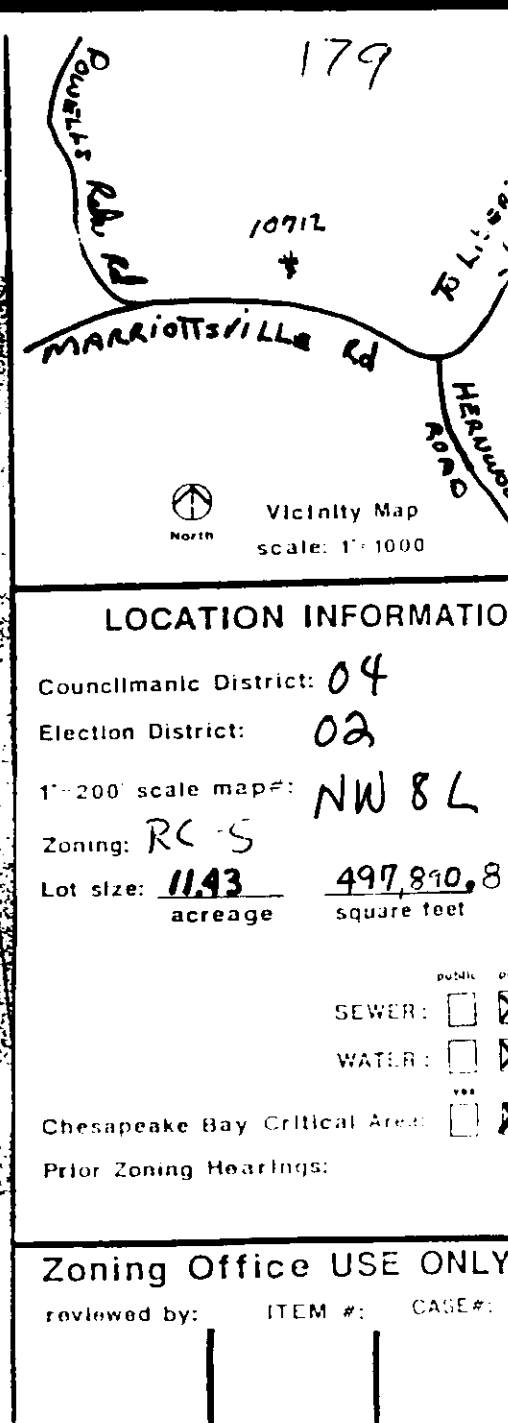 179
POWELLS Run Rd
10712
To Liber
MARRIOTTSVILLE Rd
HERNWO
ROAD
North
Vicinity Map
scale: 1"=1000
LOCATION INFORMATIO
Councilmanic District: 04
Election District: 02
1"=200' scale map#: NW 8 L
Zoning: RC-5
Lot size: 11.43 497,890.8
acreage square feet
public
SEWER:
WATER:
yes
Chesapeake Bay Critical Area:
Prior Zoning Hearings:
Zoning Office USE ONLY
reviewed by: ITEM #: CASE#: